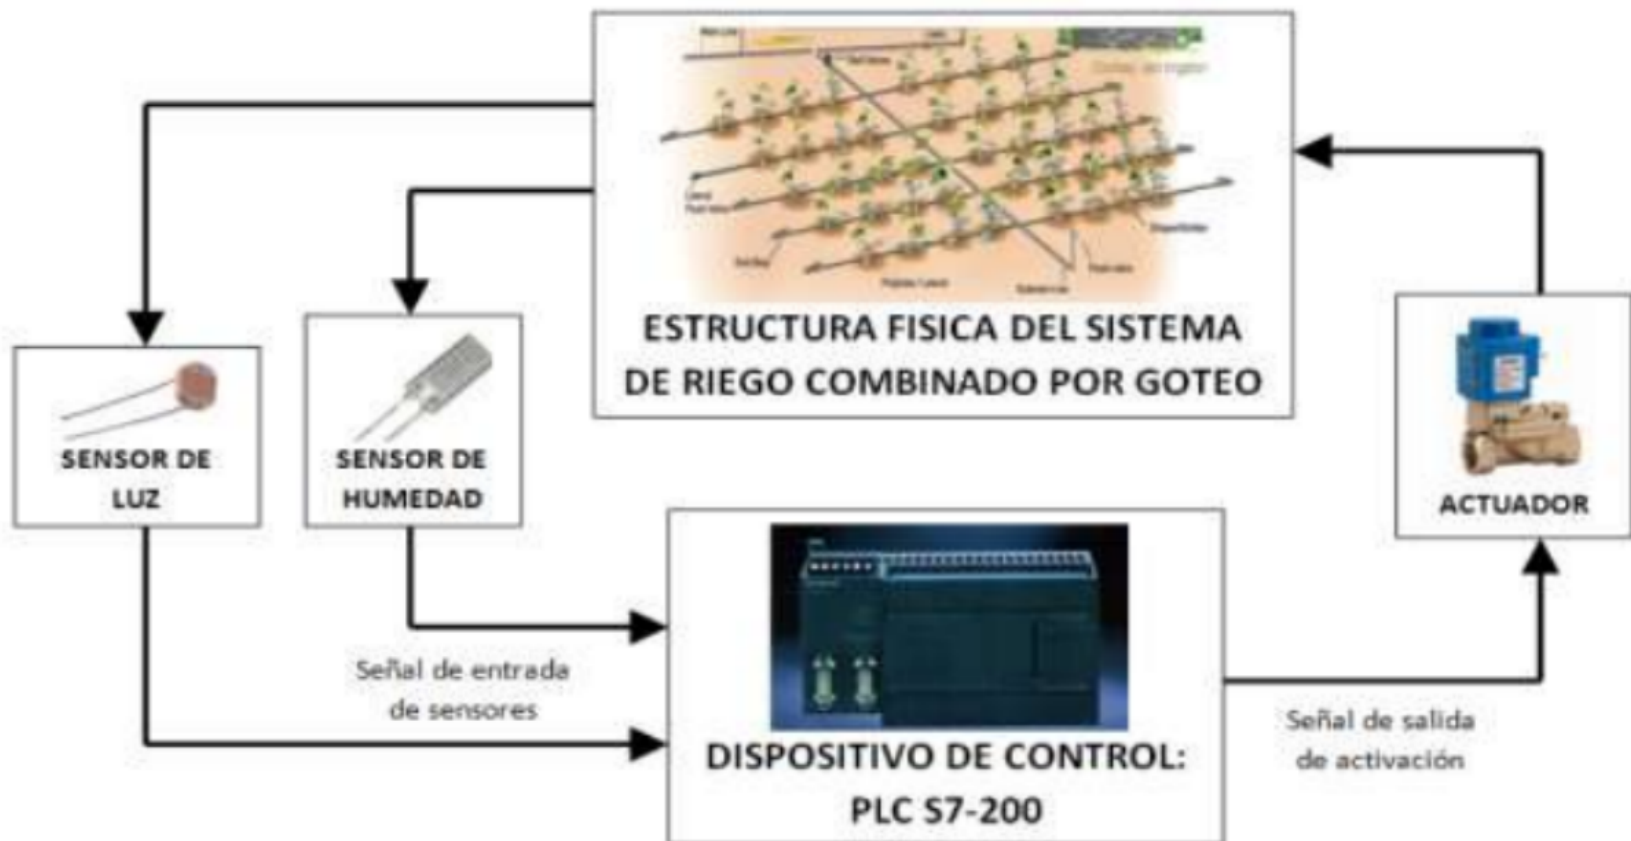 ESTRUCTURA FISICA DEL SISTEMA
DE RIEGO COMBINADO POR GOTEO
SENSOR DE
LUZ
SENSOR DE
HUMEDAD
ACTUADOR
Señal de entrada
de sensores
DISPOSITIVO DE CONTROL:
PLC S7-200
Señal de salida
de activación